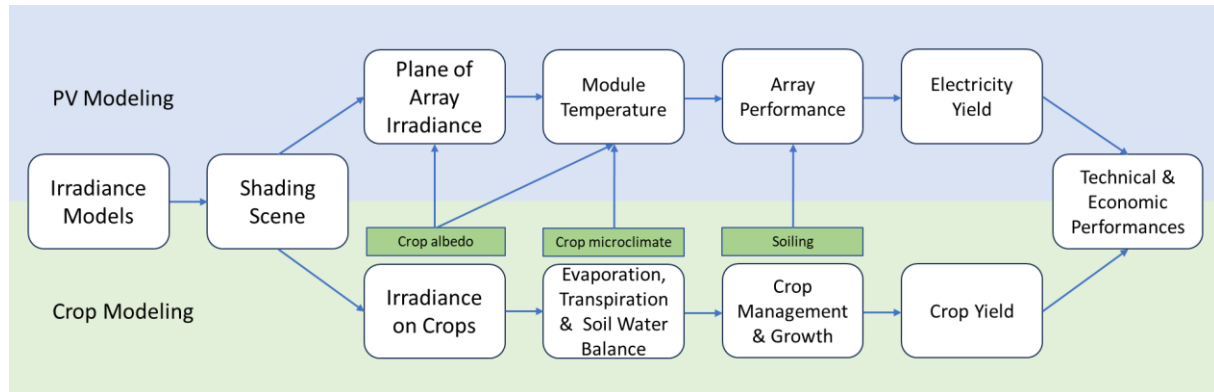 PV Modeling
Plane of
Array
Irradiance
Module
Temperature
Array
Performance
Electricity
Yield
Irradiance
Models
Shading
Scene
Technical &
Economic
Performances
Crop albedo
Crop microclimate
Soiling
Crop Modeling
Irradiance
on Crops
Evaporation,
Transpiration
& Soil Water
Balance
Crop
Management
& Growth
Crop Yield